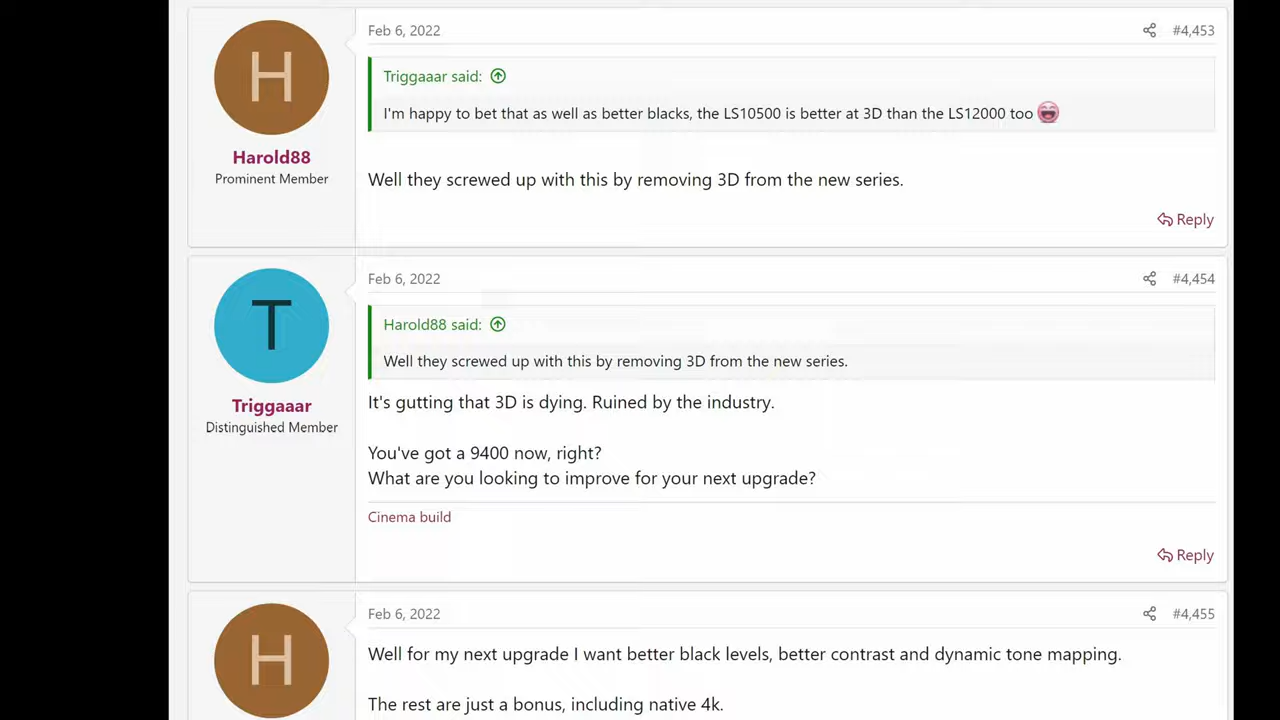 H
Harold88
Prominent Member
Feb 6, 2022
#4,453
Triggaaar said:
I'm happy to bet that as well as better blacks, the LS10500 is better at 3D than the LS12000 too
Well they screwed up with this by removing 3D from the new series.
Reply
T
Triggaaar
Distinguished Member
Feb 6, 2022
#4,454
Harold88 said:
Well they screwed up with this by removing 3D from the new series.
It's gutting that 3D is dying. Ruined by the industry.
You've got a 9400 now, right?
What are you looking to improve for your next upgrade?
Cinema build
Reply
H
Feb 6, 2022
#4,455
Well for my next upgrade I want better black levels, better contrast and dynamic tone mapping.
The rest are just a bonus, including native 4k.